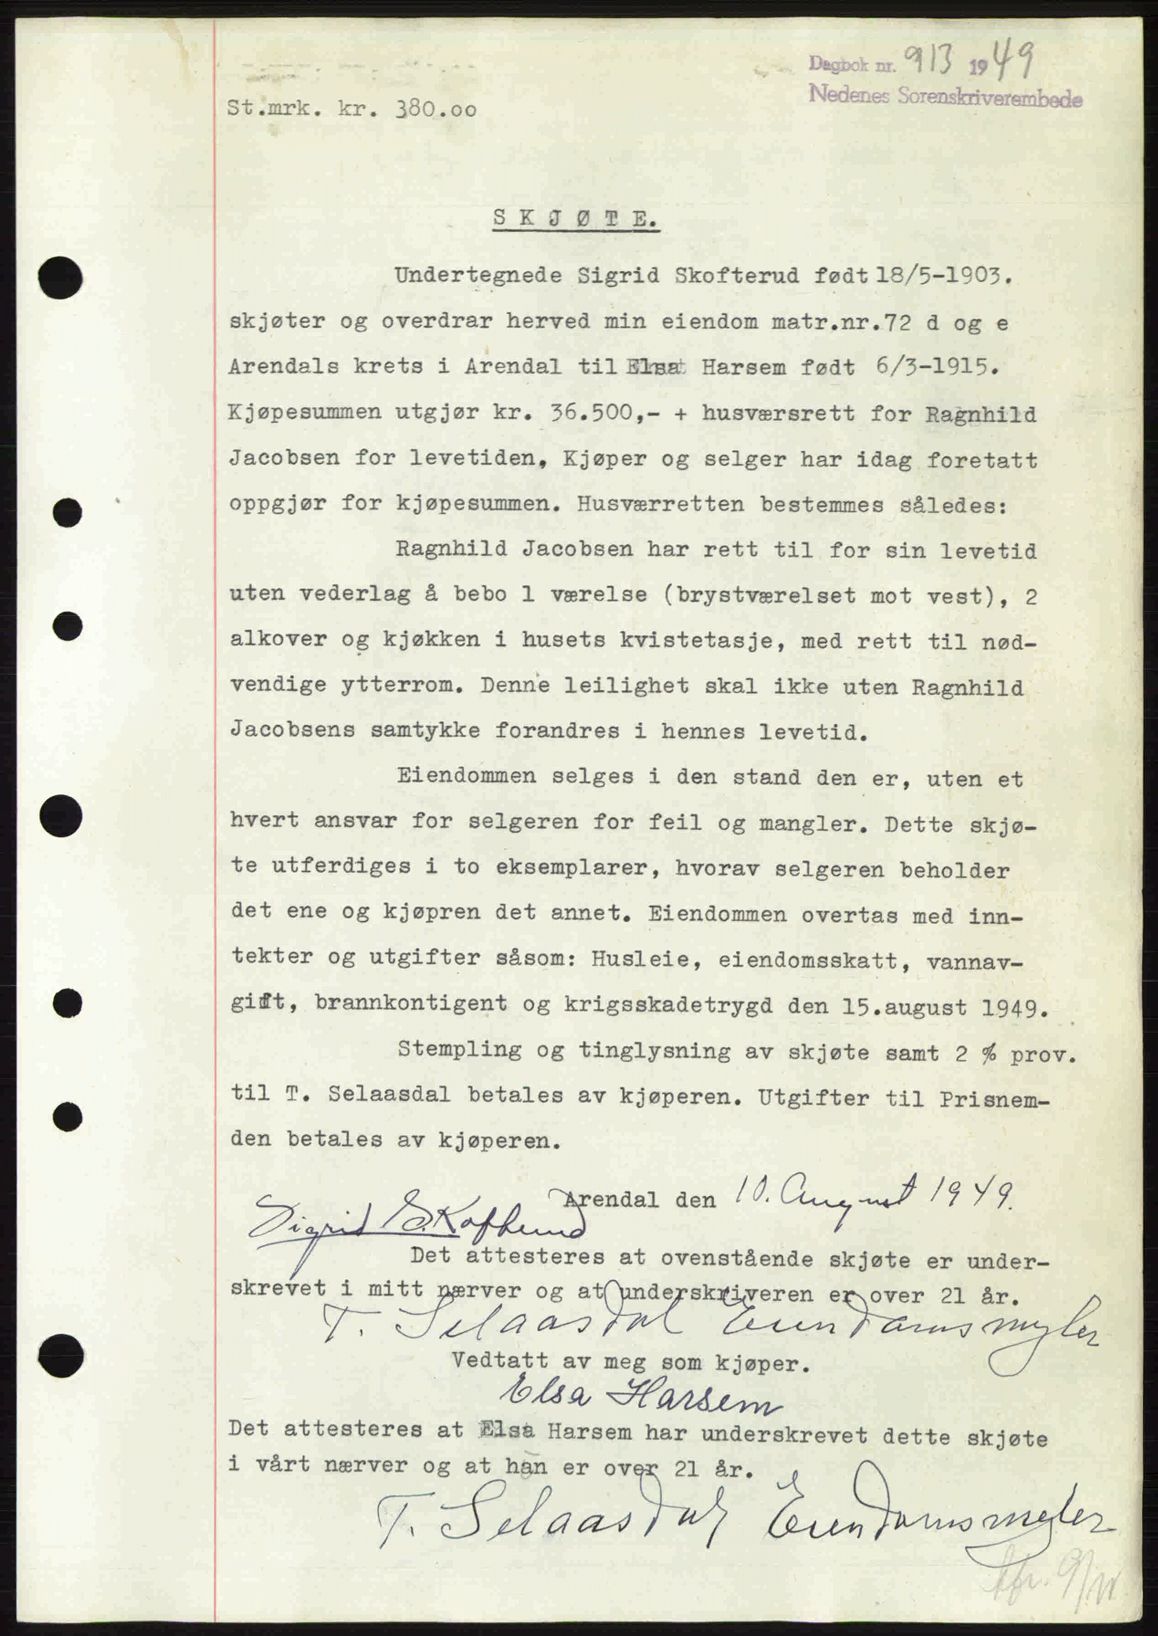 Dagbok nr. 913 1949
Nedenes Sorenskriverembede
St.mrk. kr. 380.00
SKJØTE.
Undertegnede Sigrid Skofterud født 18/5-1903.
skjøter og overdrar herved min eiendom matr.nr.72 d og e
Arendals krets i Arendal til Elsa Harsem født 6/3-1915.
Kjøpesummen utgjør kr. 36.500,- + husværsrett for Ragnhild
Jacobsen for levetiden, Kjøper og selger har idag foretatt
oppgjør for kjøpesummen. Husværretten bestemmes således:
Ragnhild Jacobsen har rett til for sin levetid
uten vederlag å bebo 1 værelse (brystværelset mot vest), 2
alkover og kjøkken i husets kvistetasje, med rett til nød-
vendige ytterrom. Denne leilighet skal ikke uten Ragnhild
Jacobsens samtykke forandres i hennes levetid.
Eiendommen selges i den stand den er, uten et
hvert ansvar for selgeren for feil og mangler. Dette skjø-
te utferdiges i to eksemplarer, hvorav selgeren beholder
det ene og kjøpren det annet. Eiendommen overtas med inn-
tekter og utgifter såsom: Husleie, eiendomsskatt, vannav-
gift, brannkontigent og krigsskadetrygd den 15.august 1949.
Stempling og tinglysning av skjøte samt 2 % prov.
til T. Selaasdal betales av kjøperen. Utgifter til Prisnem-
den betales av kjøperen.
Arendal den 10. August 1949.
Sigrid Skofterud
Det attesteres at ovenstående skjøte er under-
skrevet i mitt nærver og at underskriveren er over 21 år.
T. Selaasdal Eiendomsmegler
Vedtatt av meg som kjøper.
Elsa Harsem
Det attesteres at Elsa Harsem har underskrevet dette skjøte
i vårt nærver og at han er over 21 år.
T. Selaasdal Eiendomsmegler